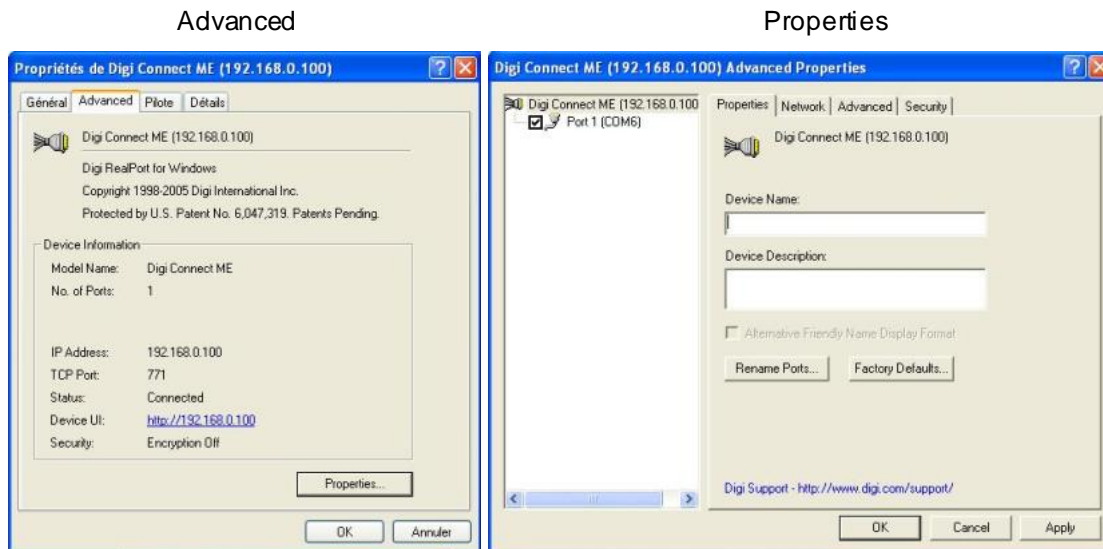 Advanced
Properties
Propriétés de Digi Connect ME (192.168.0.100)
Général Advanced Pilote Détails
Digi Connect ME (192.168.0.100)
Digi RealPort for Windows
Copyright 1998-2005 Digi International Inc.
Protected by U.S. Patent No. 6,047,319. Patents Pending.
Device Information
Model Name: Digi Connect ME
No. of Ports: 1
IP Address: 192.168.0.100
TCP Port: 771
Status: Connected
Device UI: http://192.168.0.100
Security: Encryption Off
Properties...
OK Annuler
Digi Connect ME (192.168.0.100) Advanced Properties
Digi Connect ME (192.168.0.100
Port 1 (COM6)
Properties Network Advanced Security
Digi Connect ME (192.168.0.100)
Device Name:
Device Description:
Alternative Friendly Name Display Format
Rename Ports... Factory Defaults...
Digi Support - http://www.digi.com/support/
OK Cancel Apply